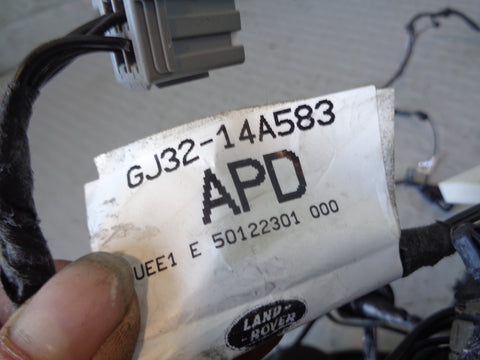 GJ32-14A583
APD
UEE1 E 50122301 000
LAND-
ROVER